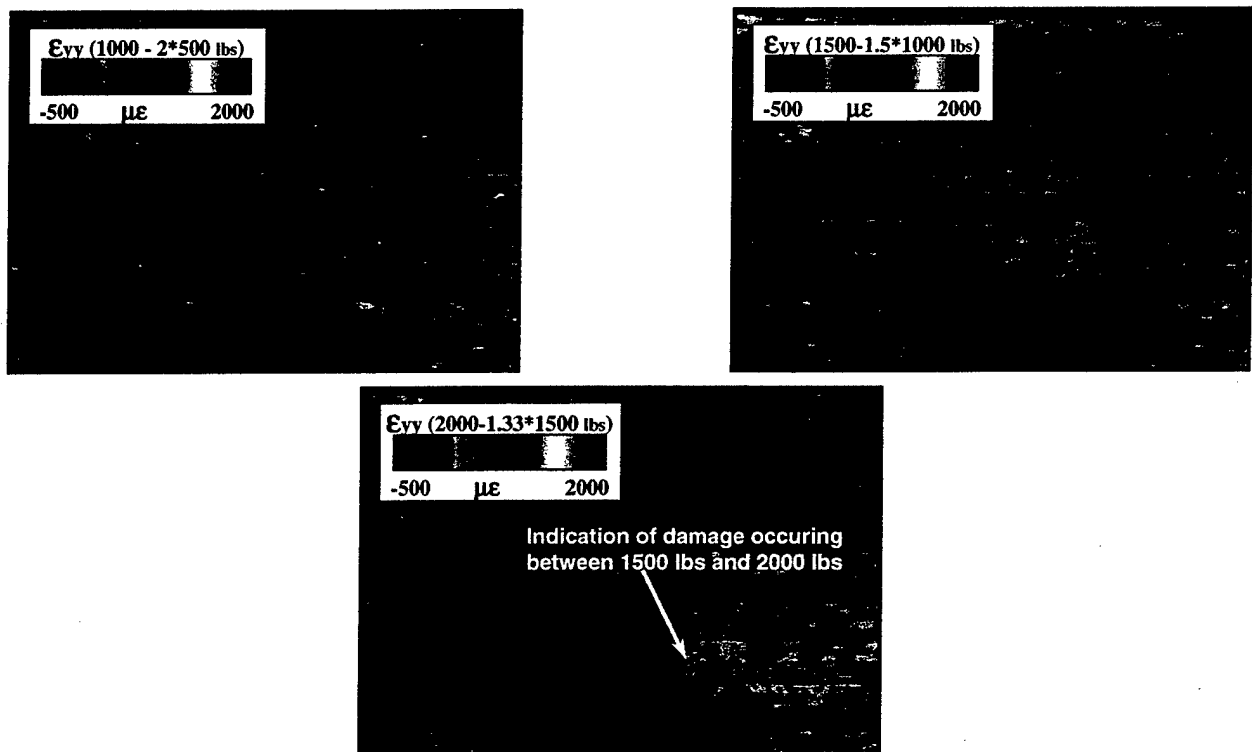 εyy (1000 - 2*500 lbs)
-500 με 2000
εyy (1500-1.5*1000 lbs)
-500 με 2000
εyy (2000-1.33*1500 lbs)
-500 με 2000
Indication of damage occuring
between 1500 lbs and 2000 lbs